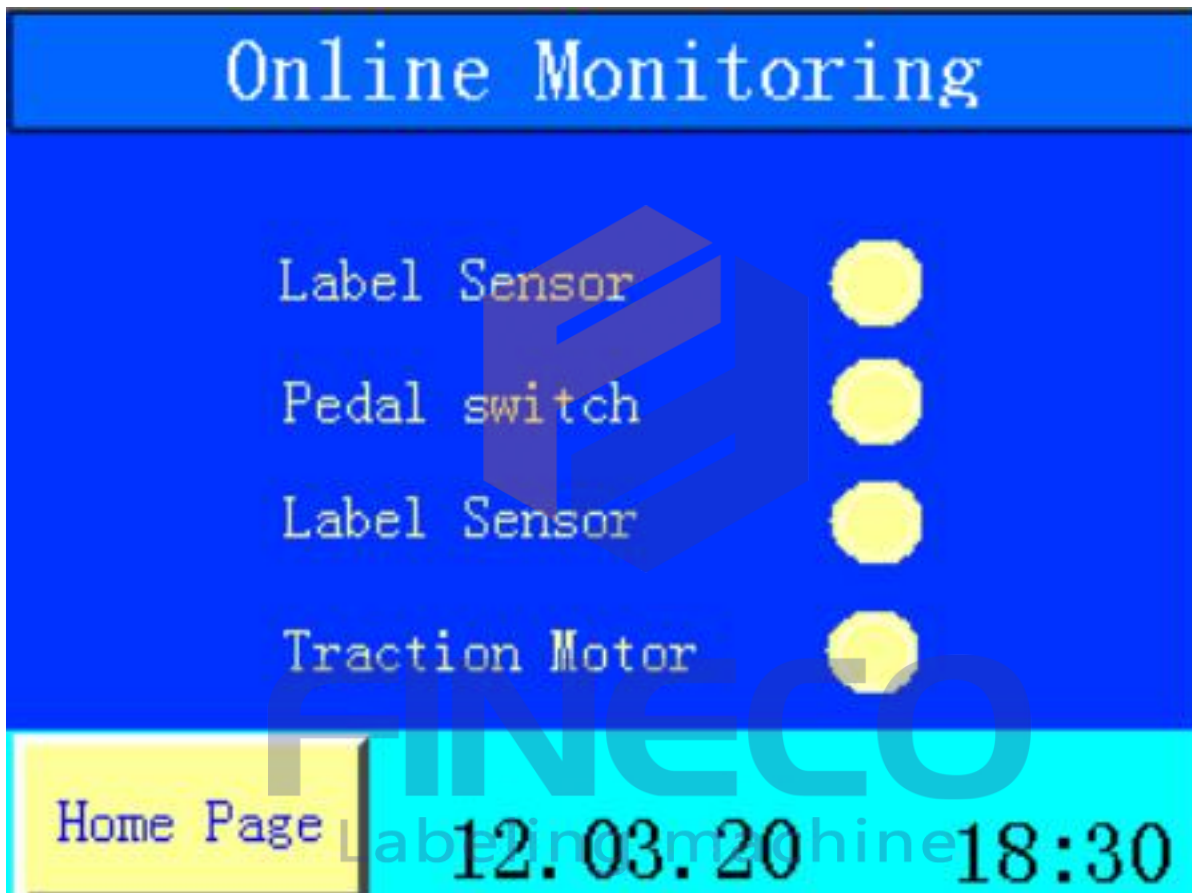 Online Monitoring
Label Sensor
Pedal switch
Label Sensor
Traction Motor
FINECO
Labeling machine
Home Page
12.03.20
18:30